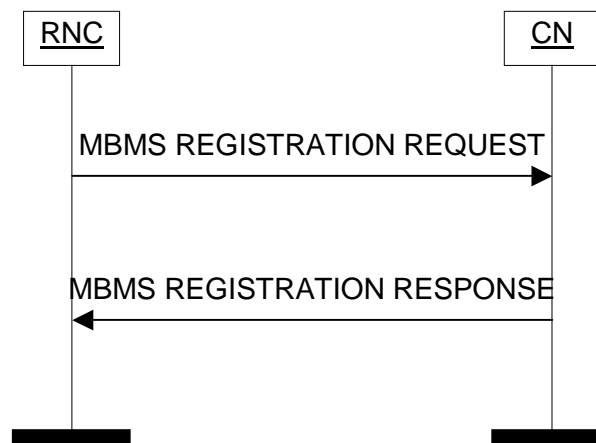 RNC
CN
MBMS REGISTRATION REQUEST
MBMS REGISTRATION RESPONSE